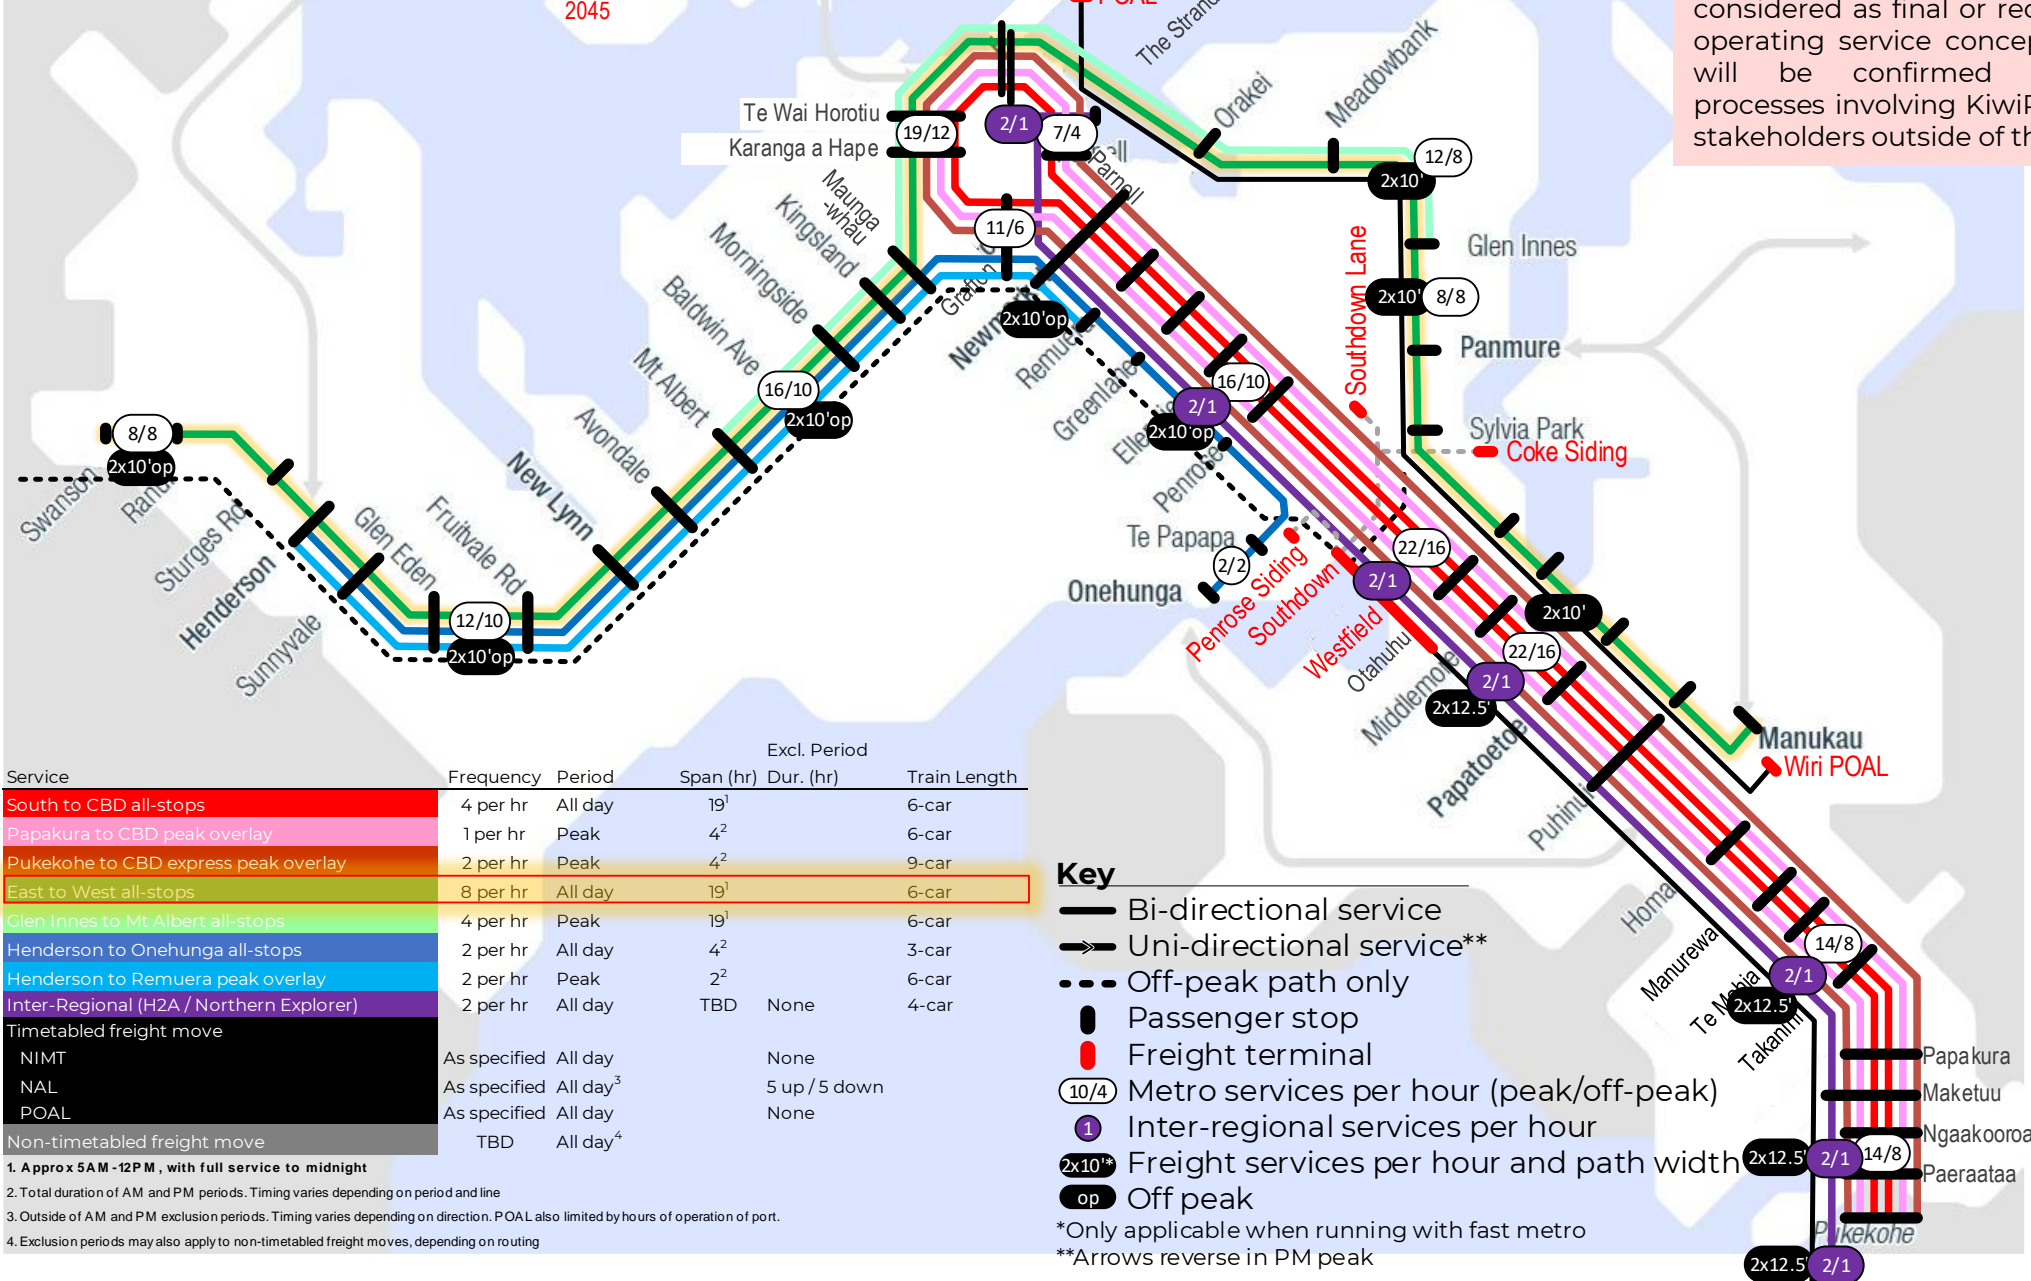 2045
POAL
The Strand
considered as final or
operating service
will be confirmed
processes involving
stakeholders outside of
Te Wai Horotiu
Karanga a Hape
Maunga
-whau
Kingsland
Morningside
Baldwin Ave
Mt Albert
Avondale
New Lynn
Fruitvale Rd
Glen Eden
Sunnyvale
Henderson
Sturges Rd
Swanson
Parnell
Orakei
Meadowbank
Glen Innes
Panmure
Sylvia Park
Coke Siding
Southdown Lane
Remuera
Greenlane
Penrose
Te Papapa
Onehunga
Penrose Siding
Southdown
Westfield
Otahuhu
Middlemore
Papatoetoe
Puhinui
Manukau
Wiri POAL
Homai
Manurewa
Te Mahia
Takanini
Papakura
Maketuu
Ngaakooroa
Paeraataa
Pukekohe
19/12
2/1
7/4
11/6
12/8
2x10'
2x10'
8/8
2x10'op
16/10
2x10'op
8/8
2x10'op
12/10
2x10'op
16/10
2/1
2x10'op
2/2
22/16
2/1
2x10'
22/16
2/1
2x12.5'
14/8
2/1
2x12.5'
2x12.5'
2/1
14/8
2x12.5'
2/1
Service Frequency Period Span (hr) Excl. Period Dur. (hr) Train Length
South to CBD all-stops 4 per hr All day 19¹ 6-car
Papakura to CBD peak overlay 1 per hr Peak 4² 6-car
Pukekohe to CBD express peak overlay 2 per hr Peak 4² 9-car
East to West all-stops 8 per hr All day 19¹ 6-car
Glen Innes to Mt Albert all-stops 4 per hr Peak 19¹ 6-car
Henderson to Onehunga all-stops 2 per hr All day 4² 3-car
Henderson to Remuera peak overlay 2 per hr Peak 2² 6-car
Inter-Regional (H2A / Northern Explorer) 2 per hr All day TBD None 4-car
Timetabled freight move
NIMT As specified All day None
NAL As specified All day³ 5 up / 5 down
POAL As specified All day None
Non-timetabled freight move TBD All day⁴
1. Approx 5AM-12PM, with full service to midnight
2. Total duration of AM and PM periods. Timing varies depending on period and line
3. Outside of AM and PM exclusion periods. Timing varies depending on direction. POAL also limited by hours of operation of port.
4. Exclusion periods may also apply to non-timetabled freight moves, depending on routing
Key
Bi-directional service
Uni-directional service**
Off-peak path only
Passenger stop
Freight terminal
10/4 Metro services per hour (peak/off-peak)
1 Inter-regional services per hour
2x10'* Freight services per hour and path width
op Off peak
*Only applicable when running with fast metro
**Arrows reverse in PM peak